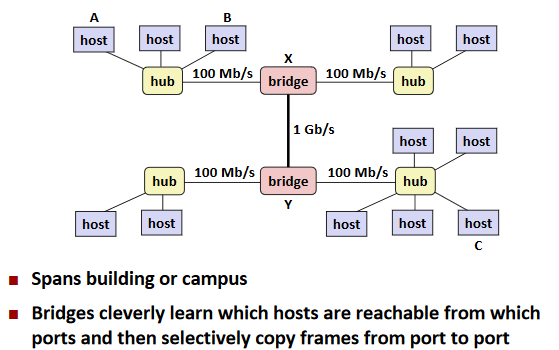 A B
host host host host host
X
hub 100 Mb/s bridge 100 Mb/s hub
1 Gb/s
host host
hub 100 Mb/s bridge 100 Mb/s hub
Y
host host host host host
C
Spans building or campus
Bridges cleverly learn which hosts are reachable from which
ports and then selectively copy frames from port to port